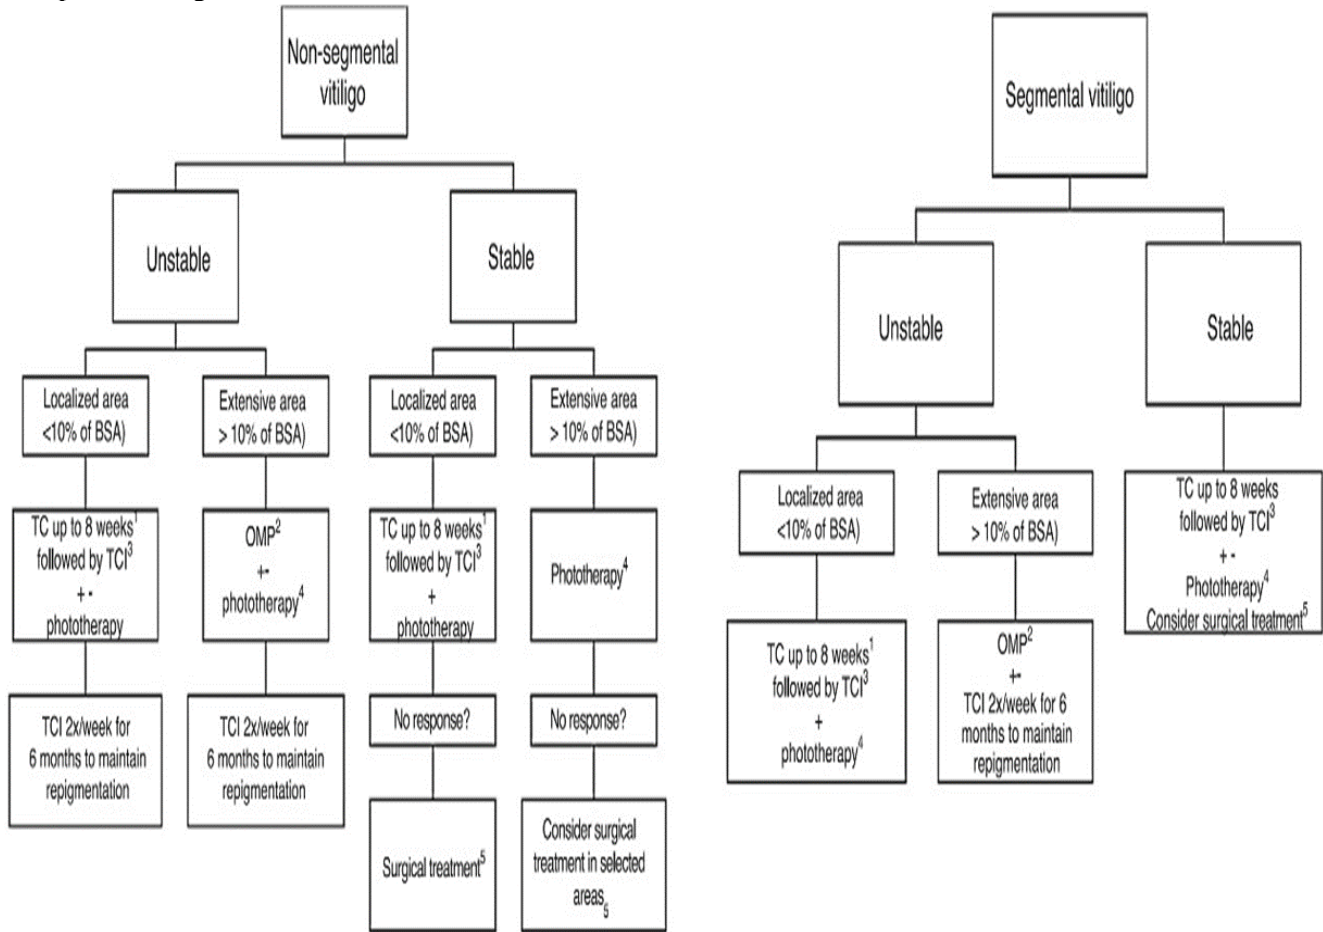 Non-segmental
vitiligo
Unstable
Stable
Localized area
<10% of BSA)
Extensive area
> 10% of BSA)
Localized area
<10% of BSA)
Extensive area
> 10% of BSA)
TC up to 8 weeks¹
followed by TCI³
+ -
phototherapy
OMP²
+-
phototherapy⁴
TC up to 8 weeks¹
followed by TCI³
+
phototherapy
Phototherapy⁴
TCI 2x/week for
6 months to maintain
repigmentation
TCI 2x/week for
6 months to maintain
repigmentation
No response?
No response?
Surgical treatment⁵
Consider surgical
treatment in selected
areas₅
Segmental vitiligo
Unstable
Stable
Localized area
<10% of BSA)
Extensive area
> 10% of BSA)
TC up to 8 weeks
followed by TCI³
+ -
Phototherapy⁴
Consider surgical treatment⁵
TC up to 8 weeks¹
followed by TCI³
+
phototherapy⁴
OMP²
+-
TCI 2x/week for 6
months to maintain
repigmentation